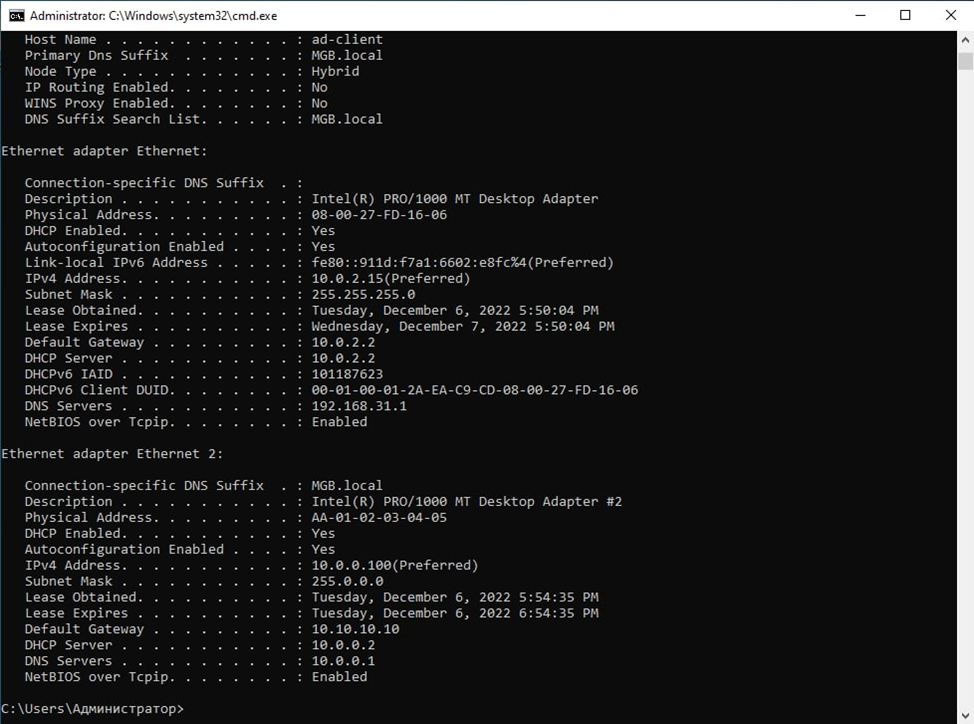 Administrator: C:\Windows\system32\cmd.exe
Host Name . . . . . . . . . . . . : ad-client
Primary Dns Suffix  . . . . . . . : MGB.local
Node Type . . . . . . . . . . . . : Hybrid
IP Routing Enabled. . . . . . . . : No
WINS Proxy Enabled. . . . . . . . : No
DNS Suffix Search List. . . . . . : MGB.local
Ethernet adapter Ethernet:
Connection-specific DNS Suffix  . :
Description . . . . . . . . . . . : Intel(R) PRO/1000 MT Desktop Adapter
Physical Address. . . . . . . . . : 08-00-27-FD-16-06
DHCP Enabled. . . . . . . . . . . : Yes
Autoconfiguration Enabled . . . . : Yes
Link-local IPv6 Address . . . . . : fe80::911d:f7a1:6602:e8fc%4(Preferred)
IPv4 Address. . . . . . . . . . . : 10.0.2.15(Preferred)
Subnet Mask . . . . . . . . . . . : 255.255.255.0
Lease Obtained. . . . . . . . . . : Tuesday, December 6, 2022 5:50:04 PM
Lease Expires . . . . . . . . . . : Wednesday, December 7, 2022 5:50:04 PM
Default Gateway . . . . . . . . . : 10.0.2.2
DHCP Server . . . . . . . . . . . : 10.0.2.2
DHCPv6 IAID . . . . . . . . . . . : 101187623
DHCPv6 Client DUID. . . . . . . . : 00-01-00-01-2A-EA-C9-CD-08-00-27-FD-16-06
DNS Servers . . . . . . . . . . . : 192.168.31.1
NetBIOS over Tcpip. . . . . . . . : Enabled
Ethernet adapter Ethernet 2:
Connection-specific DNS Suffix  . : MGB.local
Description . . . . . . . . . . . : Intel(R) PRO/1000 MT Desktop Adapter #2
Physical Address. . . . . . . . . : AA-01-02-03-04-05
DHCP Enabled. . . . . . . . . . . : Yes
Autoconfiguration Enabled . . . . : Yes
IPv4 Address. . . . . . . . . . . : 10.0.0.100(Preferred)
Subnet Mask . . . . . . . . . . . : 255.0.0.0
Lease Obtained. . . . . . . . . . : Tuesday, December 6, 2022 5:54:35 PM
Lease Expires . . . . . . . . . . : Tuesday, December 6, 2022 6:54:35 PM
Default Gateway . . . . . . . . . : 10.10.10.10
DHCP Server . . . . . . . . . . . : 10.0.0.2
DNS Servers . . . . . . . . . . . : 10.0.0.1
NetBIOS over Tcpip. . . . . . . . : Enabled
C:\Users\Администратор>